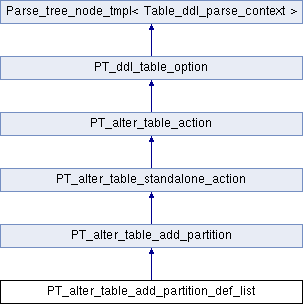 Parse_tree_node_tmpl< Table_ddl_parse_context >
PT_ddl_table_option
PT_alter_table_action
PT_alter_table_standalone_action
PT_alter_table_add_partition
PT_alter_table_add_partition_def_list